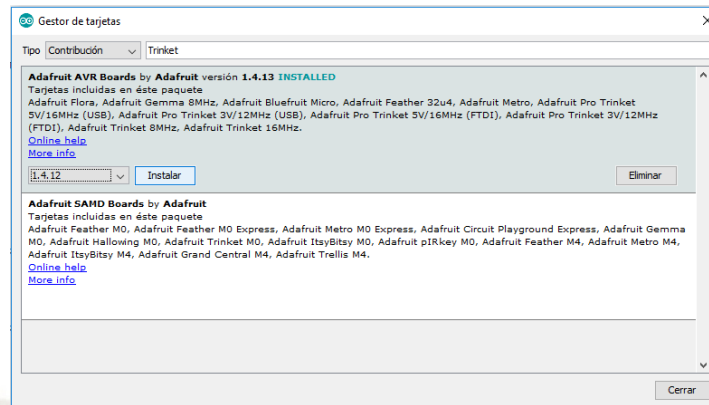 Gestor de tarjetas
Tipo Contribución Trinket
Adafruit AVR Boards by Adafruit versión 1.4.13 INSTALLED
Tarjetas incluidas en éste paquete
Adafruit Flora, Adafruit Gemma 8MHz, Adafruit Bluefruit Micro, Adafruit Feather 32u4, Adafruit Metro, Adafruit Pro Trinket
5V/16MHz (USB), Adafruit Pro Trinket 3V/12MHz (USB), Adafruit Pro Trinket 5V/16MHz (FTDI), Adafruit Pro Trinket 3V/12MHz
(FTDI), Adafruit Trinket 8MHz, Adafruit Trinket 16MHz.
Online help
More info
1.4.12 Instalar Eliminar
Adafruit SAMD Boards by Adafruit
Tarjetas incluidas en éste paquete
Adafruit Feather M0, Adafruit Feather M0 Express, Adafruit Metro M0 Express, Adafruit Circuit Playground Express, Adafruit Gemma
M0, Adafruit Hallowing M0, Adafruit Trinket M0, Adafruit ItsyBitsy M0, Adafruit pIRkey M0, Adafruit Feather M4, Adafruit Metro M4,
Adafruit ItsyBitsy M4, Adafruit Grand Central M4, Adafruit Trellis M4.
Online help
More info
Cerrar